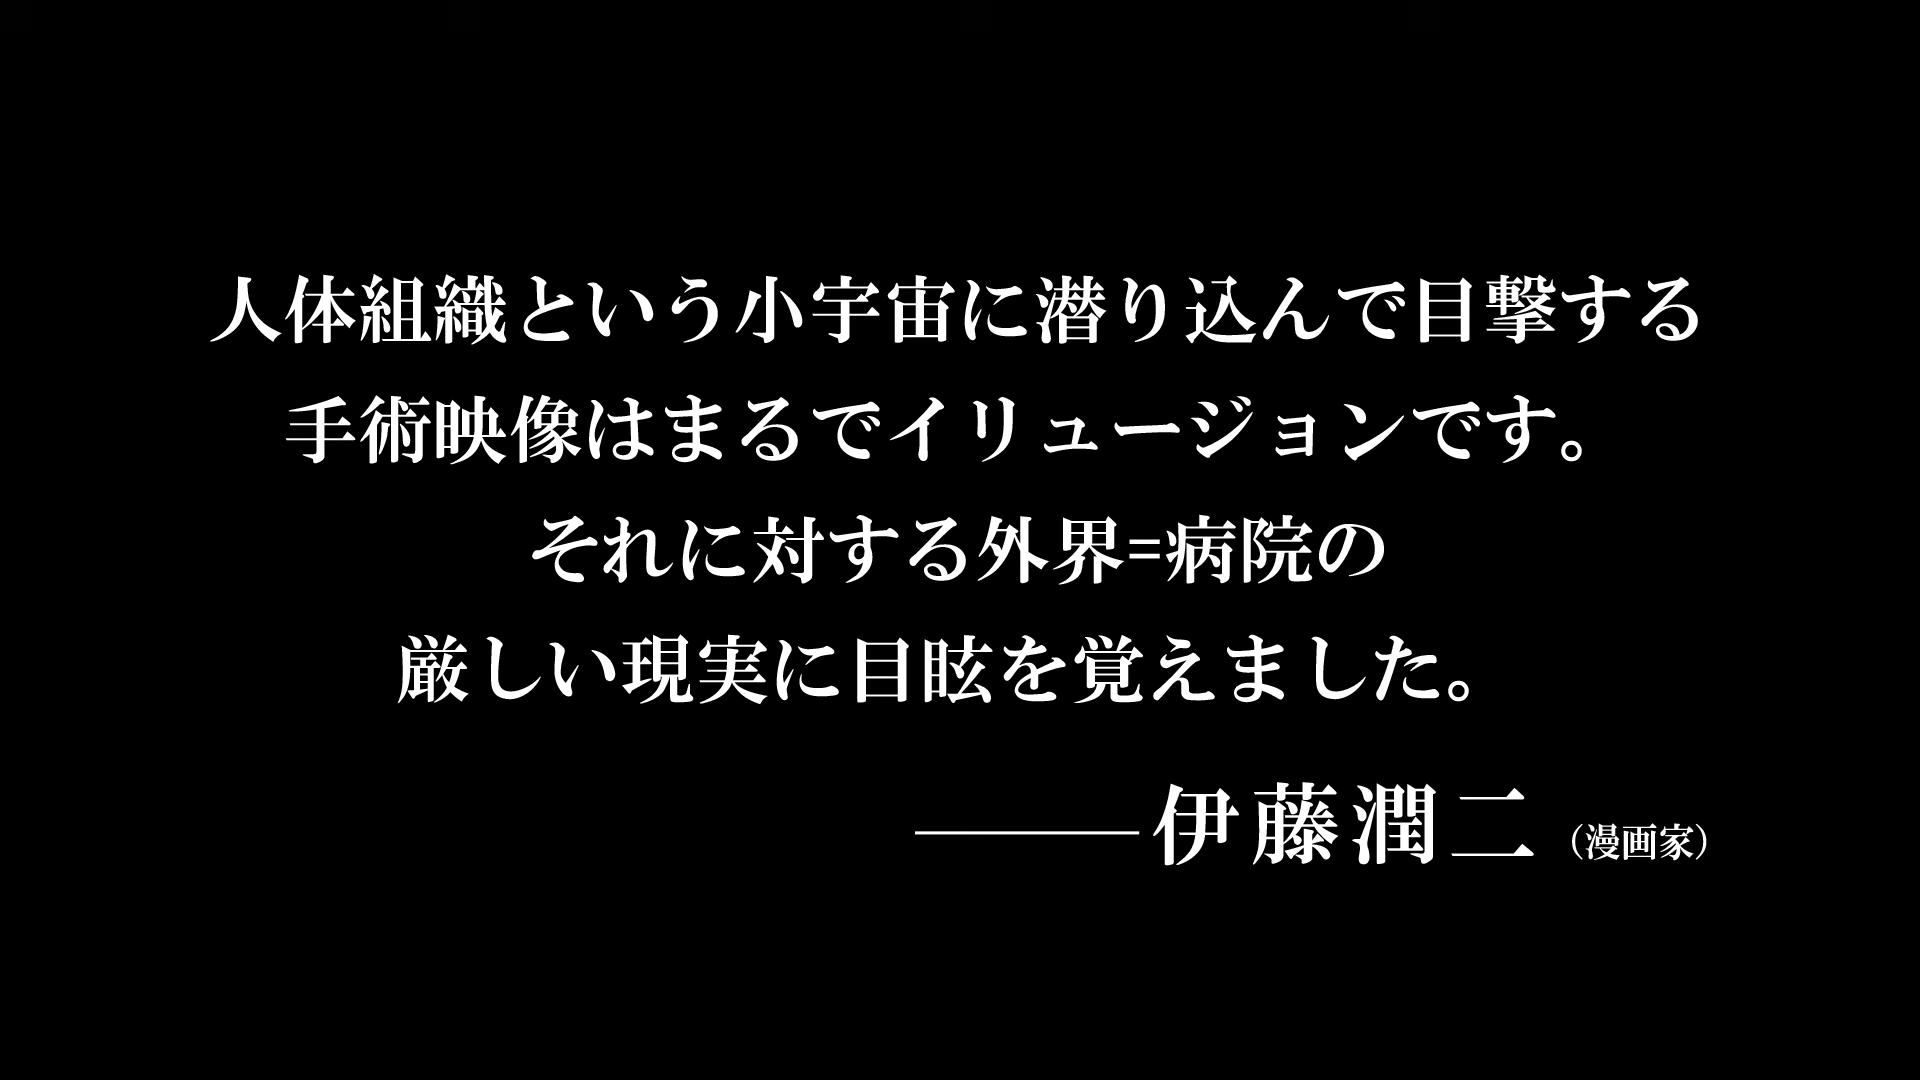 人体組織という小宇宙に潜り込んで目撃する
手術映像はまるでイリュージョンです。
それに対する外界=病院の
厳しい現実に目眩を覚えました。
———伊藤潤二（漫画家）